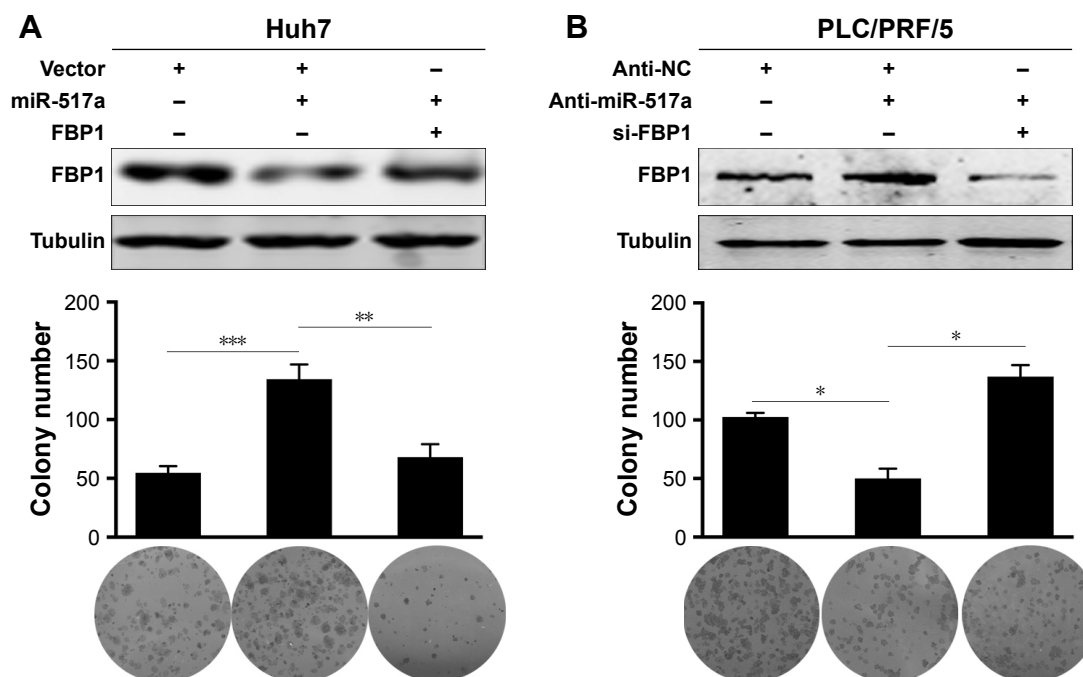 A
Huh7
Vector + + –
miR-517a – + +
FBP1 – – +
FBP1
Tubulin
Colony number
200
150
100
50
0
***
**
B
PLC/PRF/5
Anti-NC + + –
Anti-miR-517a – + +
si-FBP1 – – +
FBP1
Tubulin
Colony number
200
150
100
50
0
*
*